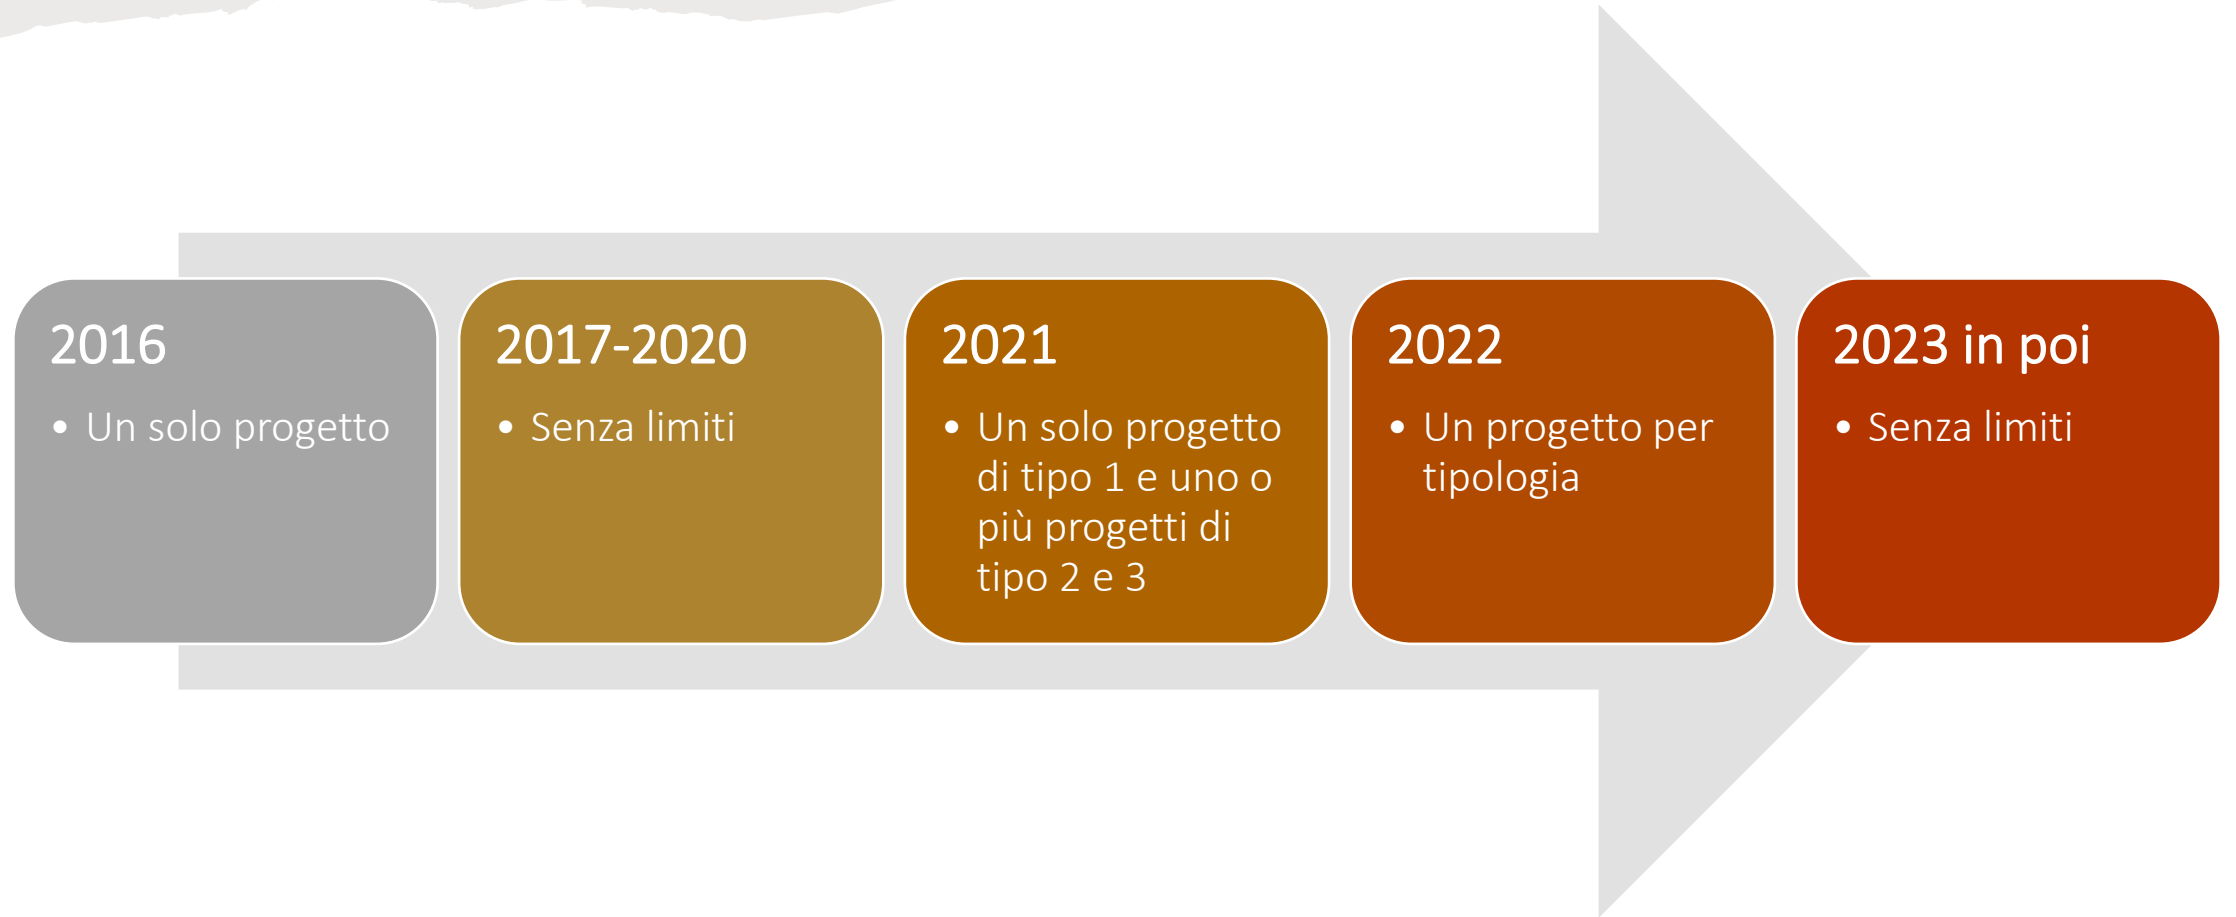 2016
• Un solo progetto
2017-2020
• Senza limiti
2021
• Un solo progetto
di tipo 1 e uno o
più progetti di
tipo 2 e 3
2022
• Un progetto per
tipologia
2023 in poi
• Senza limiti